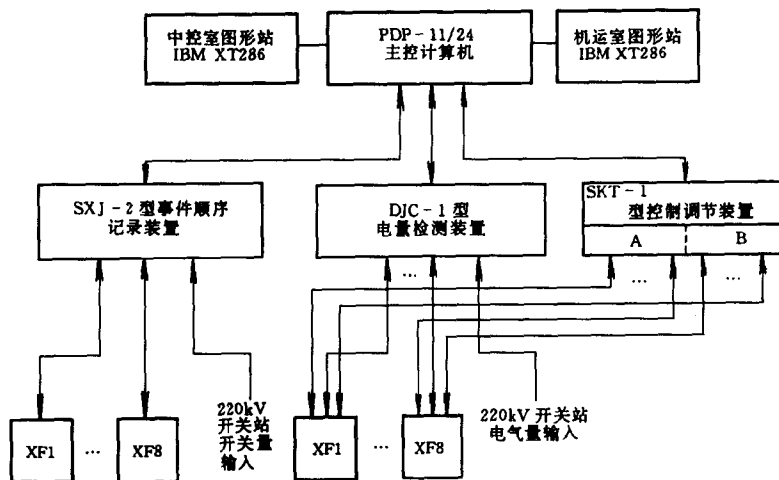 中控室图形站
IBM XT286
PDP-11/24
主控计算机
机运室图形站
IBM XT286
SXJ-2型事件顺序
记录装置
DJC-1型
电量检测装置
SKT-1
型控制调节装置
A
B
...
...
...
220kV
开关站
开关量
输入
220kV 开关站
电气量输入
XF1
...
XF8
XF1
...
XF8